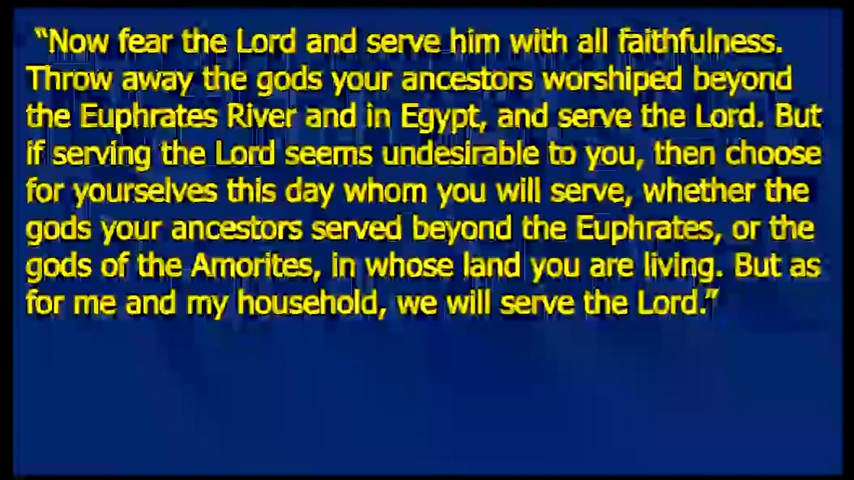 “Now fear the Lord and serve him with all faithfulness.
Throw away the gods your ancestors worshiped beyond
the Euphrates River and in Egypt, and serve the Lord. But
if serving the Lord seems undesirable to you, then choose
for yourselves this day whom you will serve, whether the
gods your ancestors served beyond the Euphrates, or the
gods of the Amorites, in whose land you are living. But as
for me and my household, we will serve the Lord.”